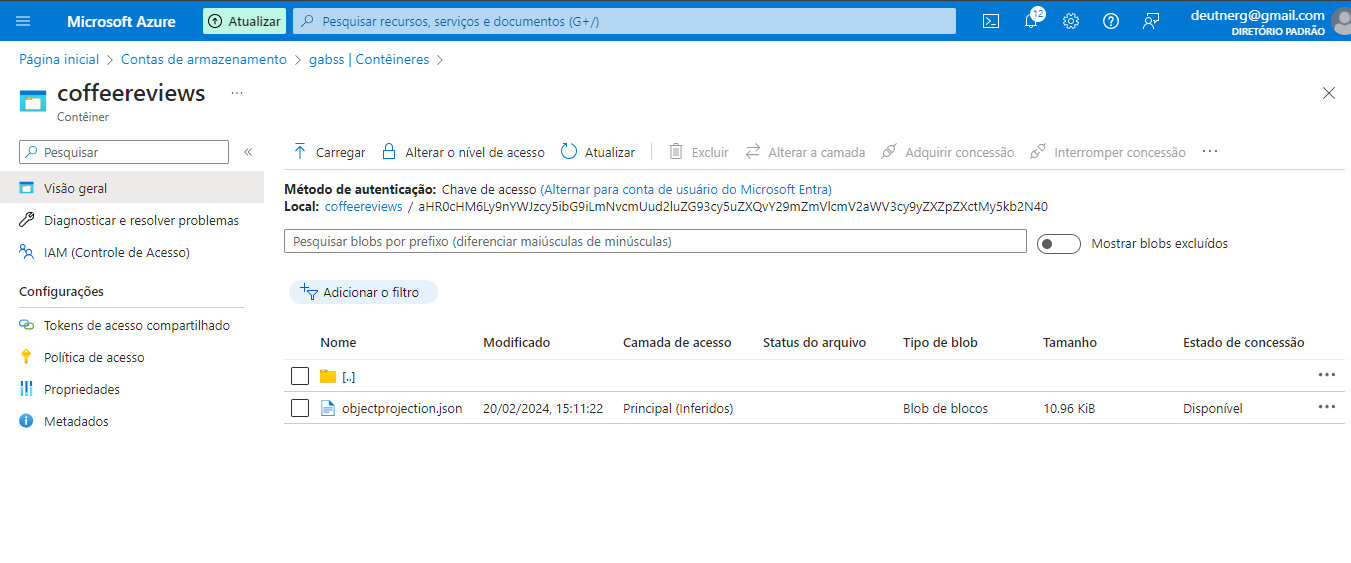 Microsoft Azure
Atualizar
Pesquisar recursos, serviços e documentos (G+/)
12
deutnerg@gmail.com
DIRETÓRIO PADRÃO
Página inicial > Contas de armazenamento > gabss | Contêineres >
coffeereviews ...
Contêiner
Pesquisar
«
Visão geral
Diagnosticar e resolver problemas
IAM (Controle de Acesso)
Configurações
Tokens de acesso compartilhado
Política de acesso
Propriedades
Metadados
Carregar Alterar o nível de acesso Atualizar Excluir Alterar a camada Adquirir concessão Interromper concessão ...
Método de autenticação: Chave de acesso (Alternar para conta de usuário do Microsoft Entra)
Local: coffeereviews / aHR0cHM6Ly9nYWJzcy5ibG9iLmNvcmUud2luZG93cy5uZXQvY29mZmVlcmV2aWV3cy9yZXZpZXctMy5kb2N40
Pesquisar blobs por prefixo (diferenciar maiúsculas de minúsculas)
Mostrar blobs excluídos
Adicionar o filtro
Nome Modificado Camada de acesso Status do arquivo Tipo de blob Tamanho Estado de concessão
[..] ...
objectprojection.json 20/02/2024, 15:11:22 Principal (Inferidos) Blob de blocos 10.96 KiB Disponível ...